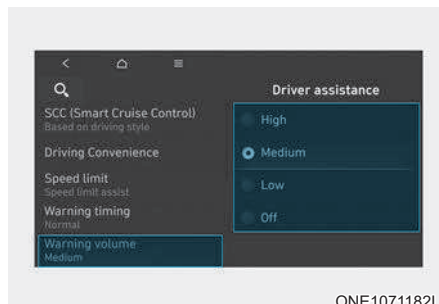 Driver assistance
SCC (Smart Cruise Control)
Based on driving style
Driving Convenience
Speed limit
Speed limit assist
Warning timing
Normal
Warning volume
Medium
High
Medium
Low
Off